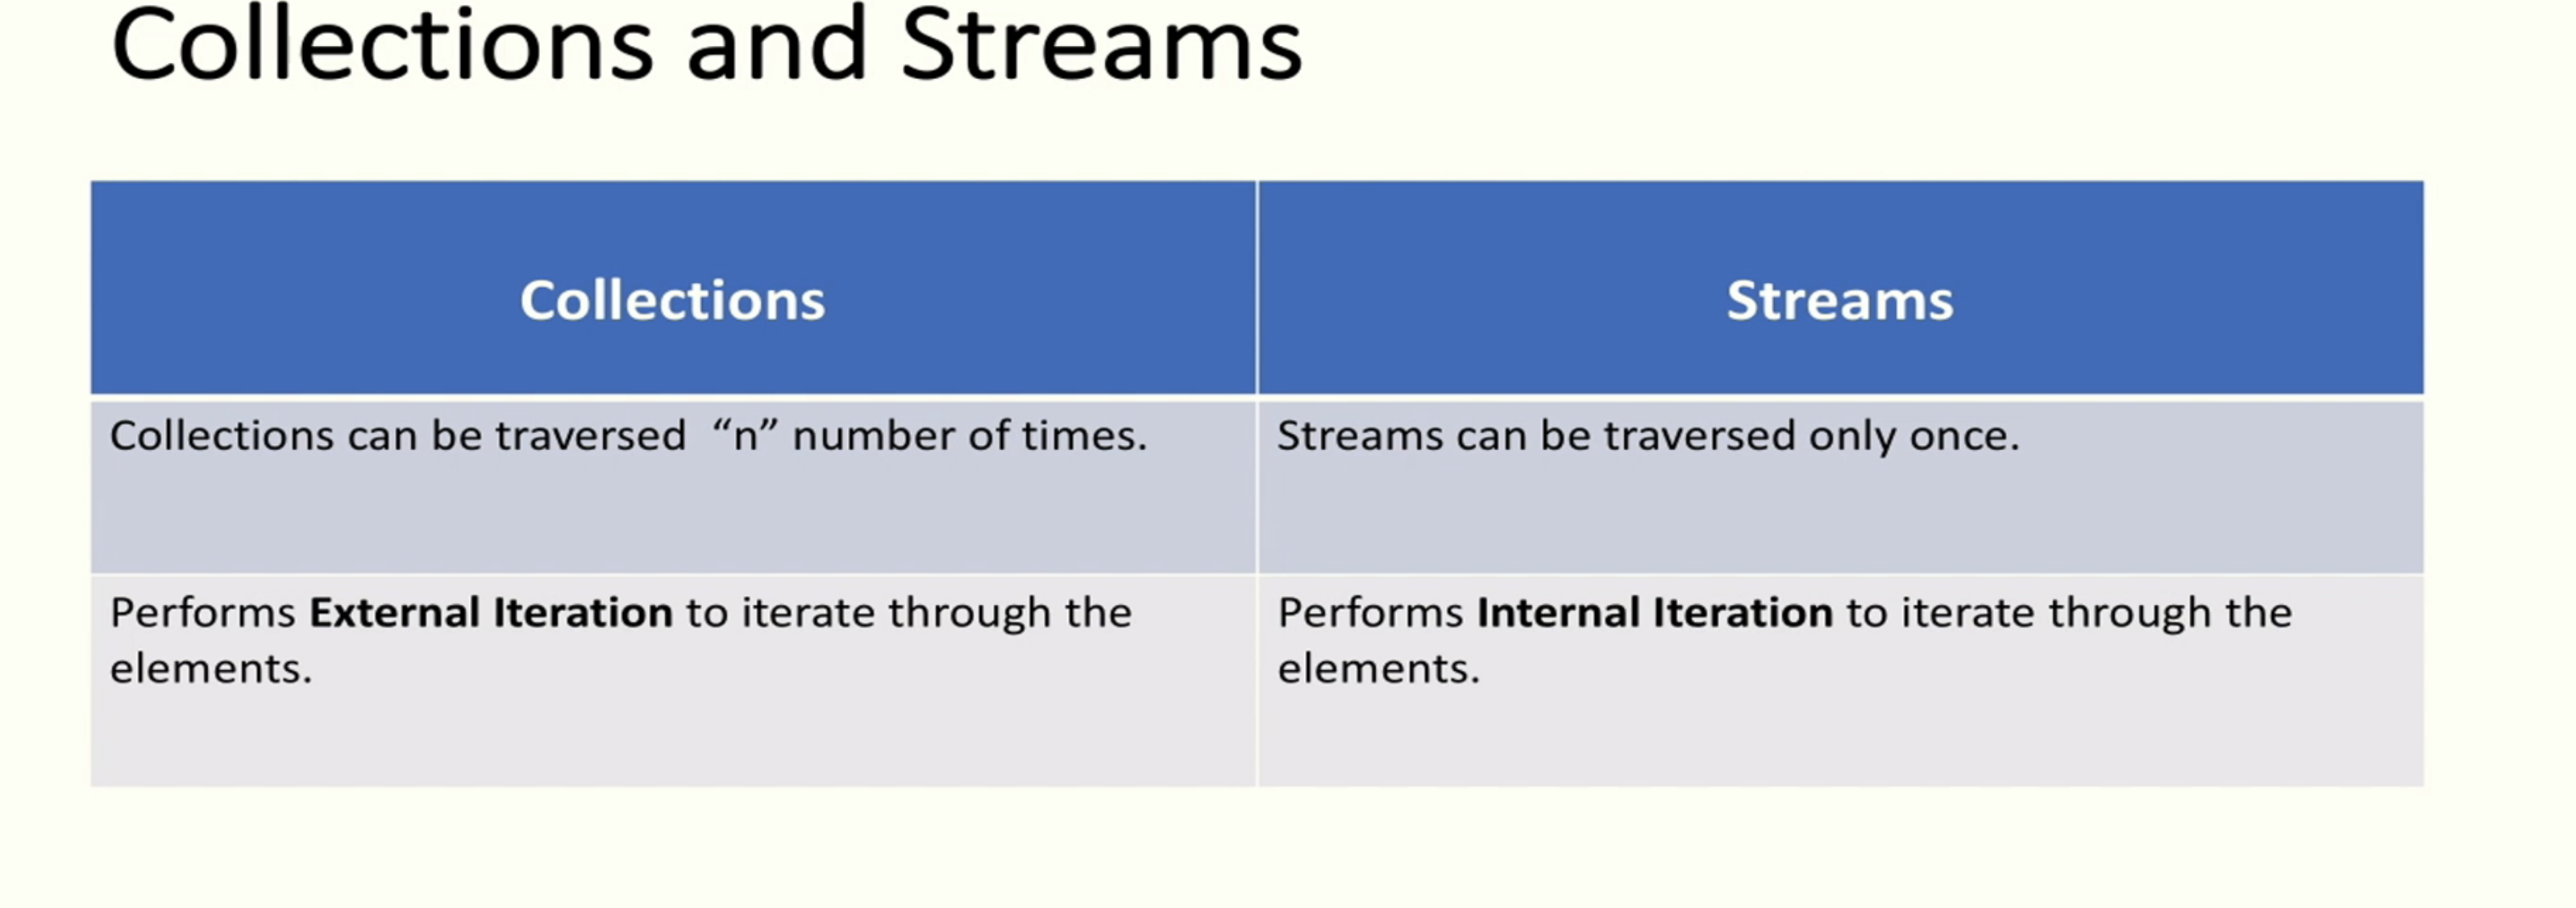 Collections and Streams
Collections
Streams
Collections can be traversed “n” number of times.
Streams can be traversed only once.
Performs External Iteration to iterate through the
elements.
Performs Internal Iteration to iterate through the
elements.